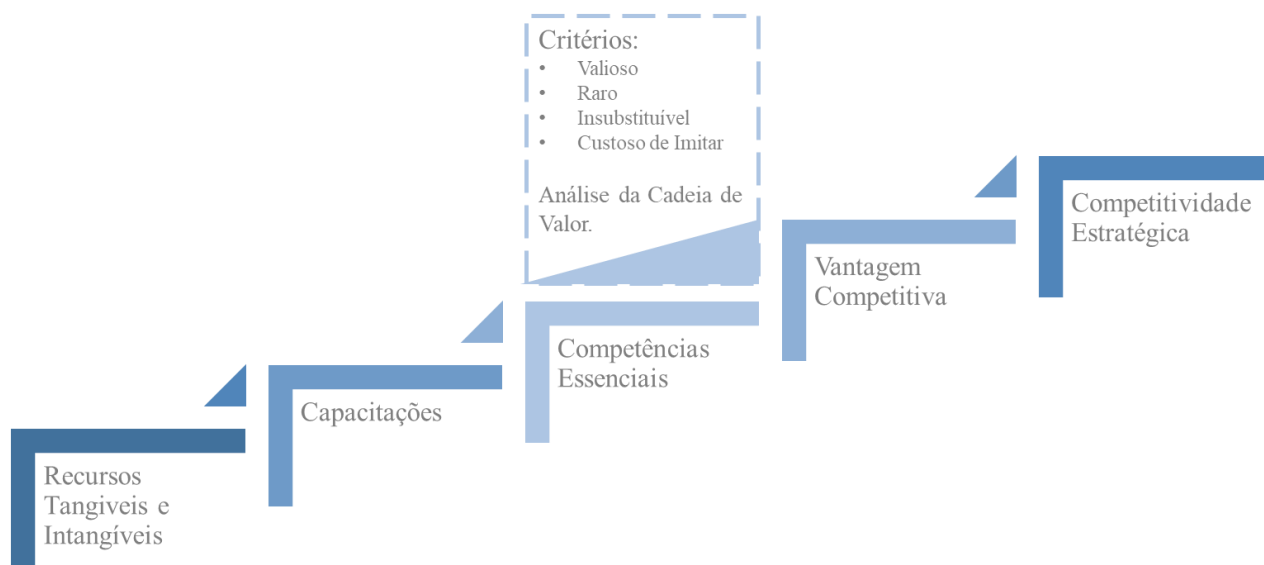 Critérios:
• Valioso
• Raro
• Insubstituível
• Custoso de Imitar
Análise da Cadeia de
Valor.
Recursos
Tangiveis e
Intangíveis
Capacitações
Competências
Essenciais
Vantagem
Competitiva
Competitividade
Estratégica